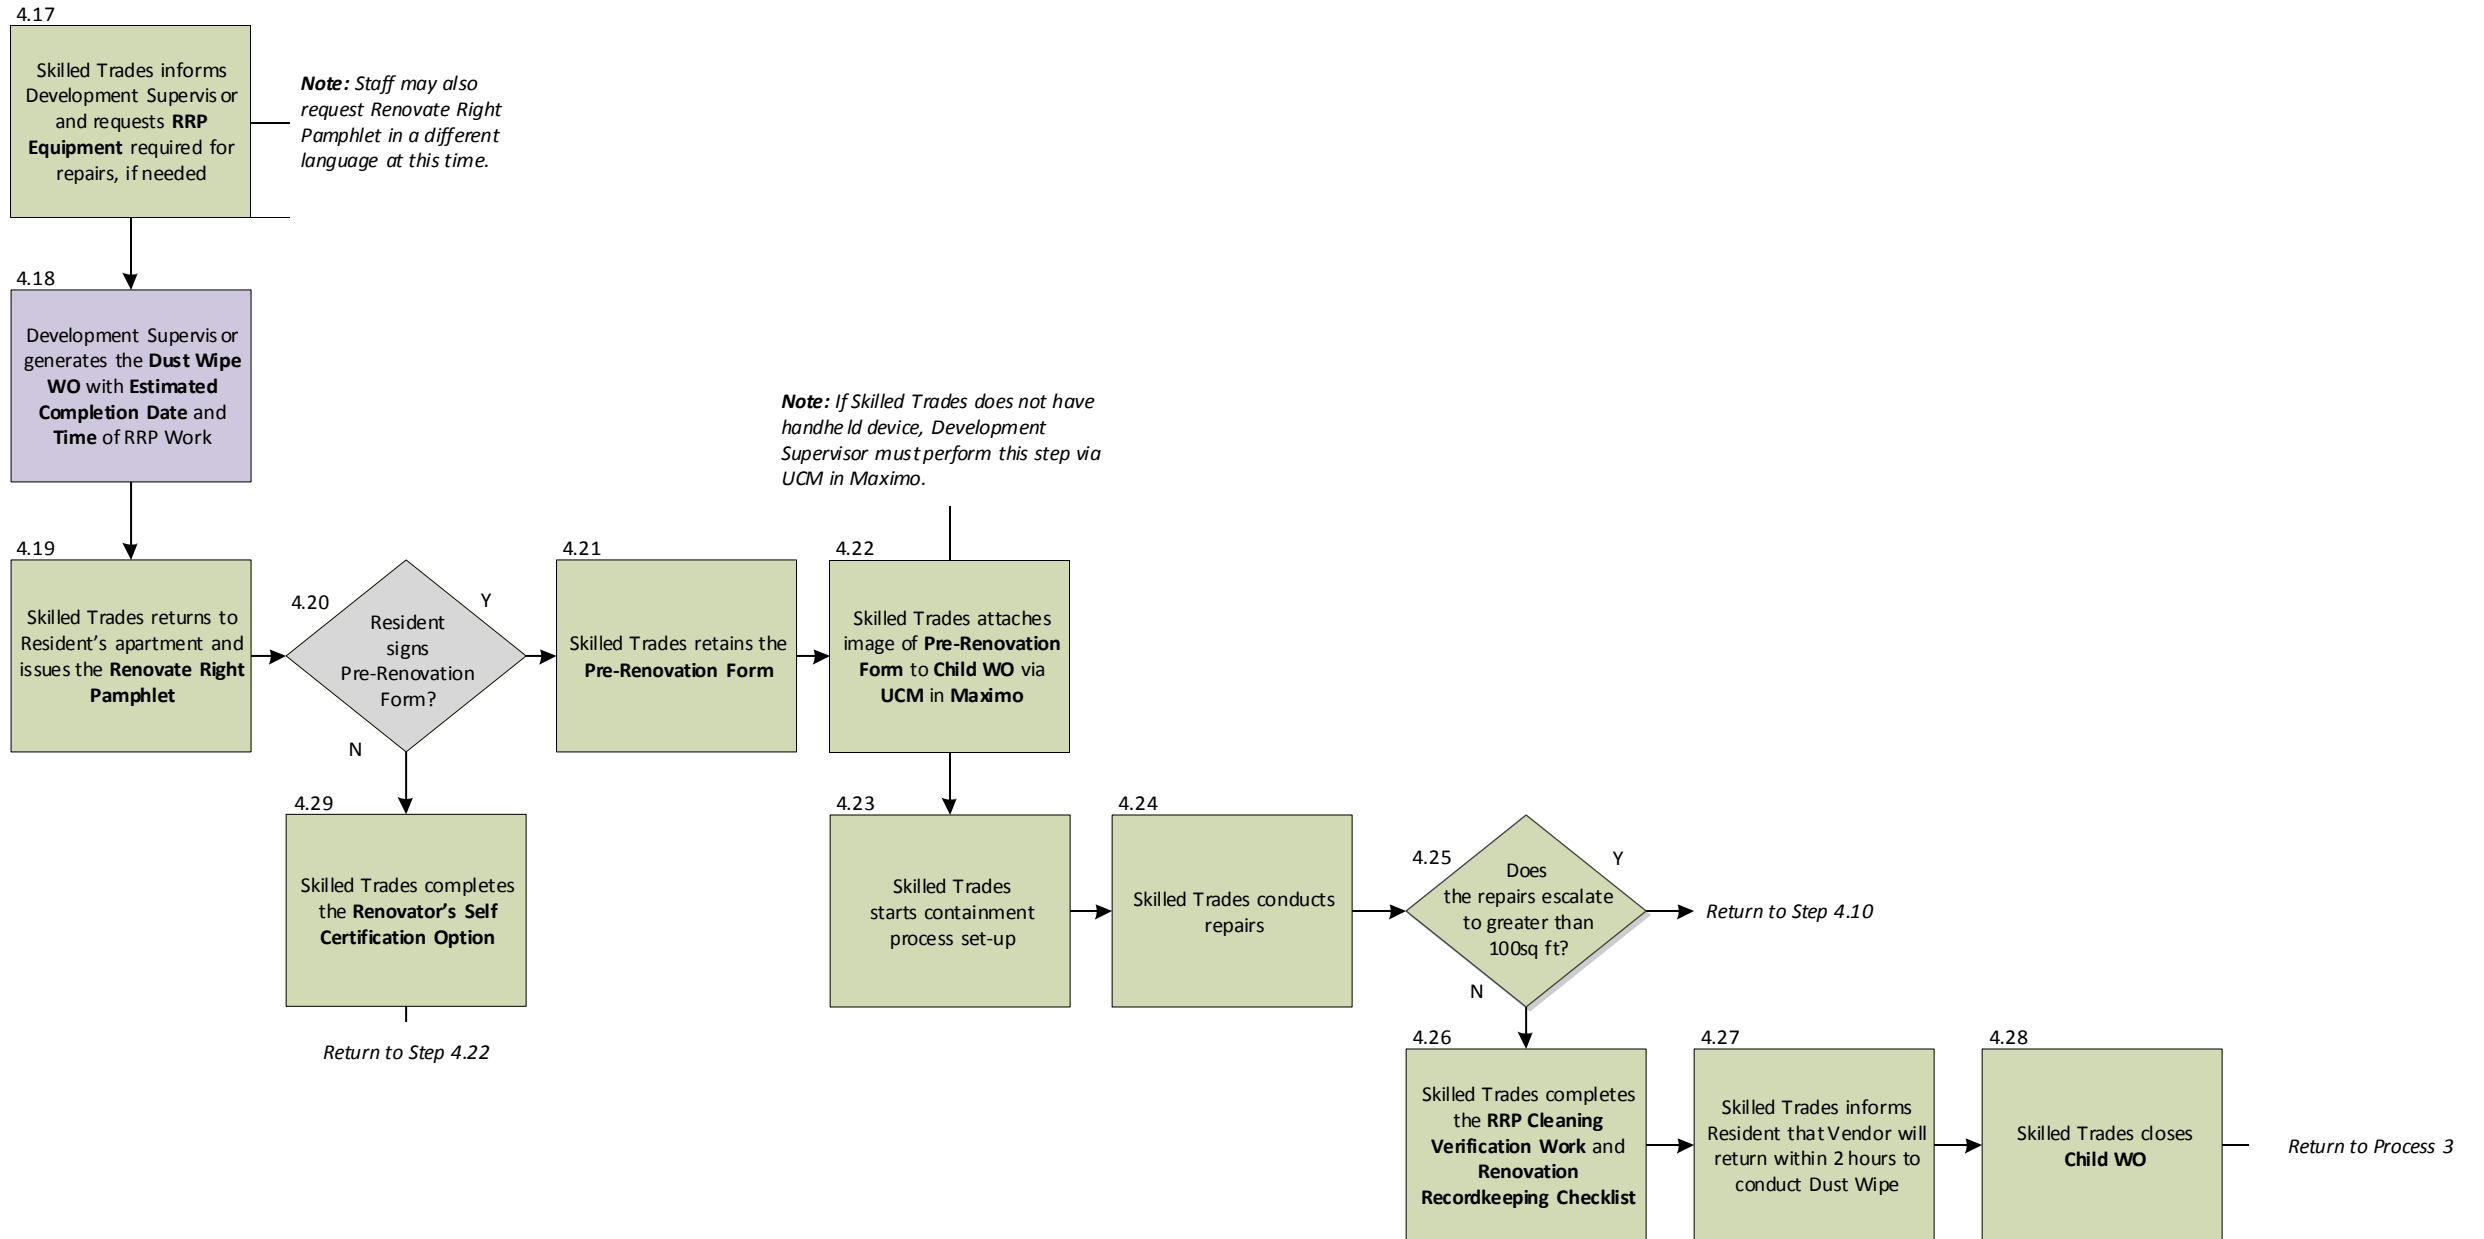 4.17
Skilled Trades informs
Development Supervisor
and requests RRP
Equipment required for
repairs, if needed
Note: Staff may also
request Renovate Right
Pamphlet in a different
language at this time.
4.18
Development Supervisor
generates the Dust Wipe
WO with Estimated
Completion Date and
Time of RRP Work
4.19
Skilled Trades returns to
Resident's apartment and
issues the Renovate Right
Pamphlet
4.20
Resident
signs
Pre-Renovation
Form?
Y
N
4.21
Skilled Trades retains the
Pre-Renovation Form
Note: If Skilled Trades does not have
handheld device, Development
Supervisor must perform this step via
UCM in Maximo.
4.22
Skilled Trades attaches
image of Pre-Renovation
Form to Child WO via
UCM in Maximo
4.29
Skilled Trades completes
the Renovator's Self
Certification Option
Return to Step 4.22
4.23
Skilled Trades
starts containment
process set-up
4.24
Skilled Trades conducts
repairs
4.25
Does
the repairs escalate
to greater than
100sq ft?
Y
Return to Step 4.10
N
4.26
Skilled Trades completes
the RRP Cleaning
Verification Work and
Renovation
Recordkeeping Checklist
4.27
Skilled Trades informs
Resident that Vendor will
return within 2 hours to
conduct Dust Wipe
4.28
Skilled Trades closes
Child WO
Return to Process 3